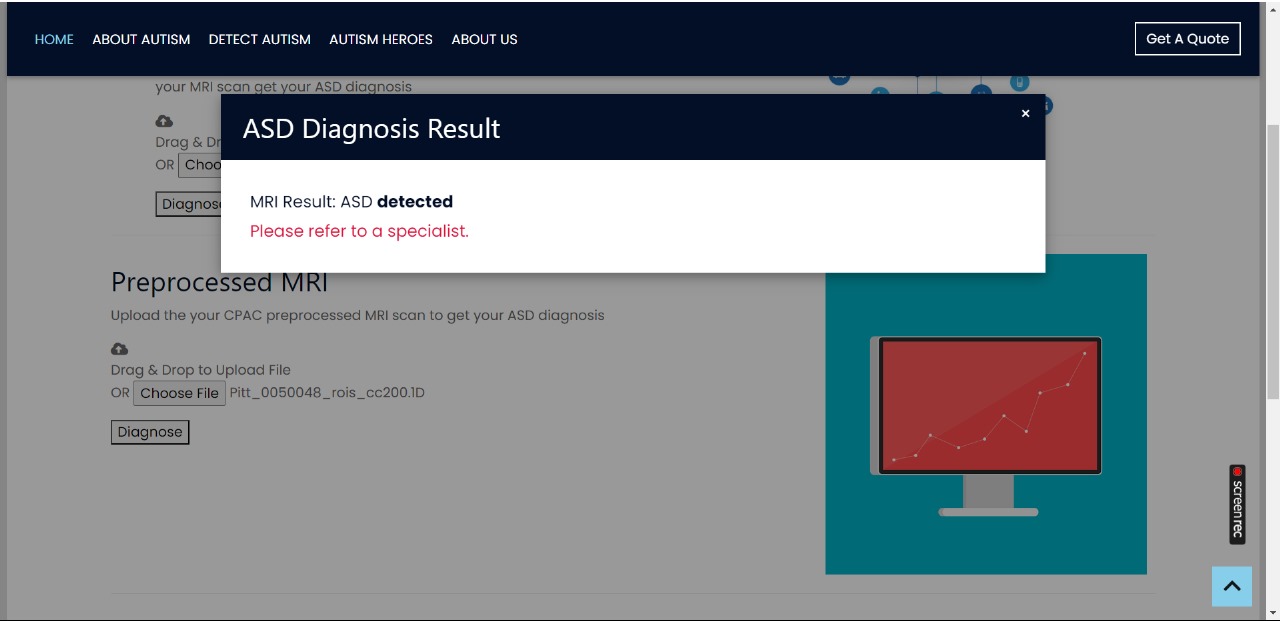 HOME ABOUT AUTISM DETECT AUTISM AUTISM HEROES ABOUT US Get A Quote
your MRI scan get your ASD diagnosis
×
ASD Diagnosis Result
Drag & Dr
OR Choo
MRI Result: ASD detected
Diagnos
Please refer to a specialist.
Preprocessed MRI
Upload the your CPAC preprocessed MRI scan to get your ASD diagnosis
Drag & Drop to Upload File
OR Choose File Pitt_0050048_rois_cc200.1D
Diagnose
screenrec